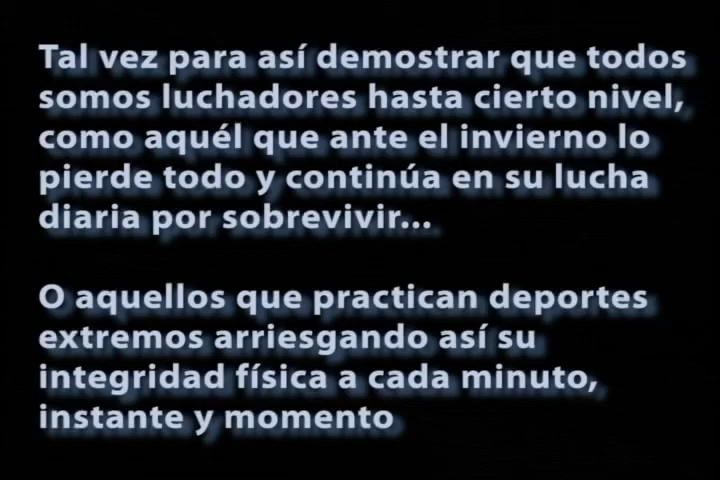 Tal vez para así demostrar que todos
somos luchadores hasta cierto nivel,
como aquél que ante el invierno lo
pierde todo y continúa en su lucha
diaria por sobrevivir...
O aquellos que practican deportes
extremos arriesgando así su
integridad física a cada minuto,
instante y momento